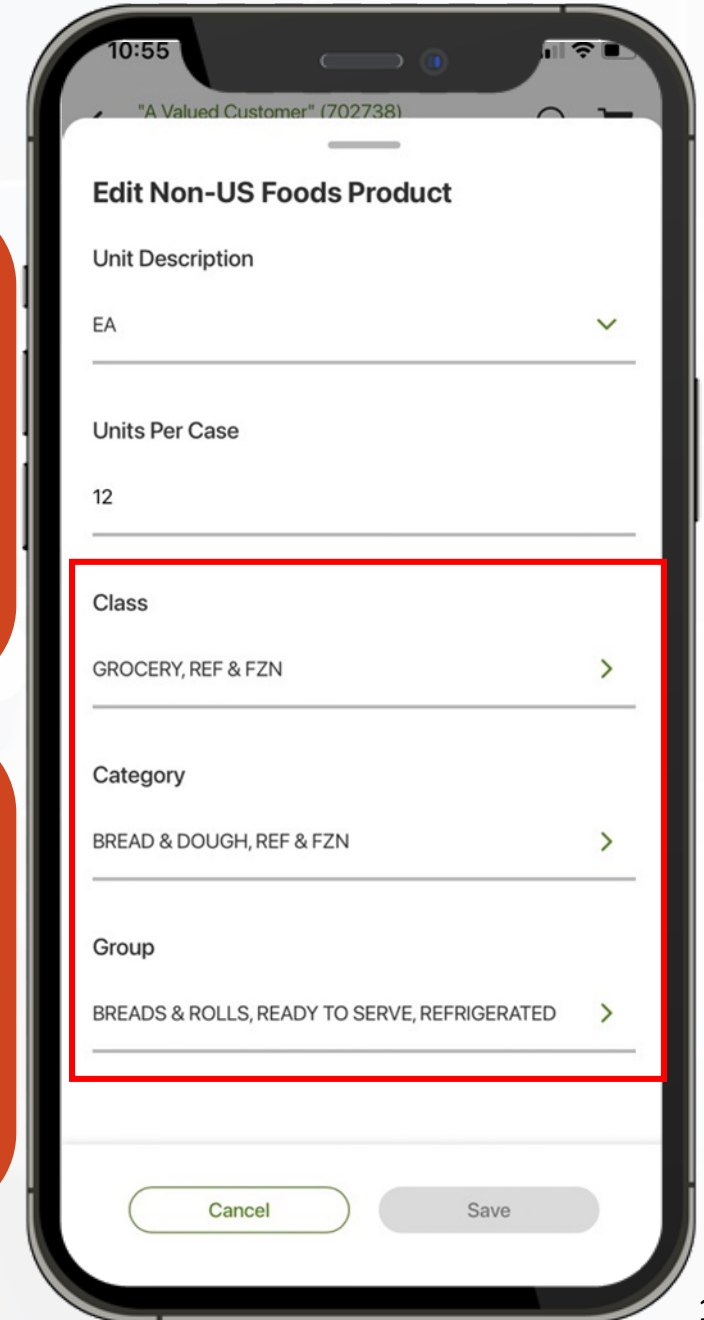 10:55
"A Valued Customer" (702738)
Edit Non-US Foods Product
Unit Description
EA
Units Per Case
12
Class
GROCERY, REF & FZN
Category
BREAD & DOUGH, REF & FZN
Group
BREADS & ROLLS, READY TO SERVE, REFRIGERATED
Cancel Save